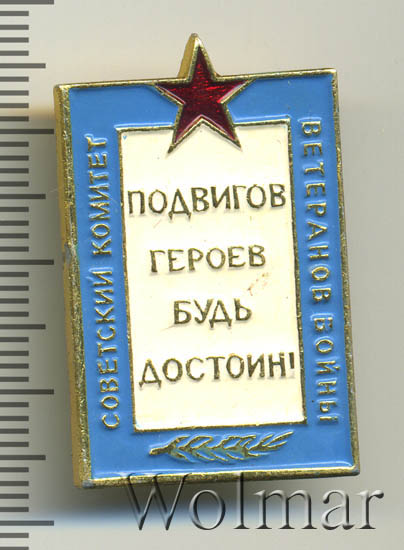 СОВЕТСКИЙ КОМИТЕТ
ВЕТЕРАНОВ ВОЙНЫ
ПОДВИГОВ
ГЕРОЕВ
БУДЬ
ДОСТОИН!
Wolmar